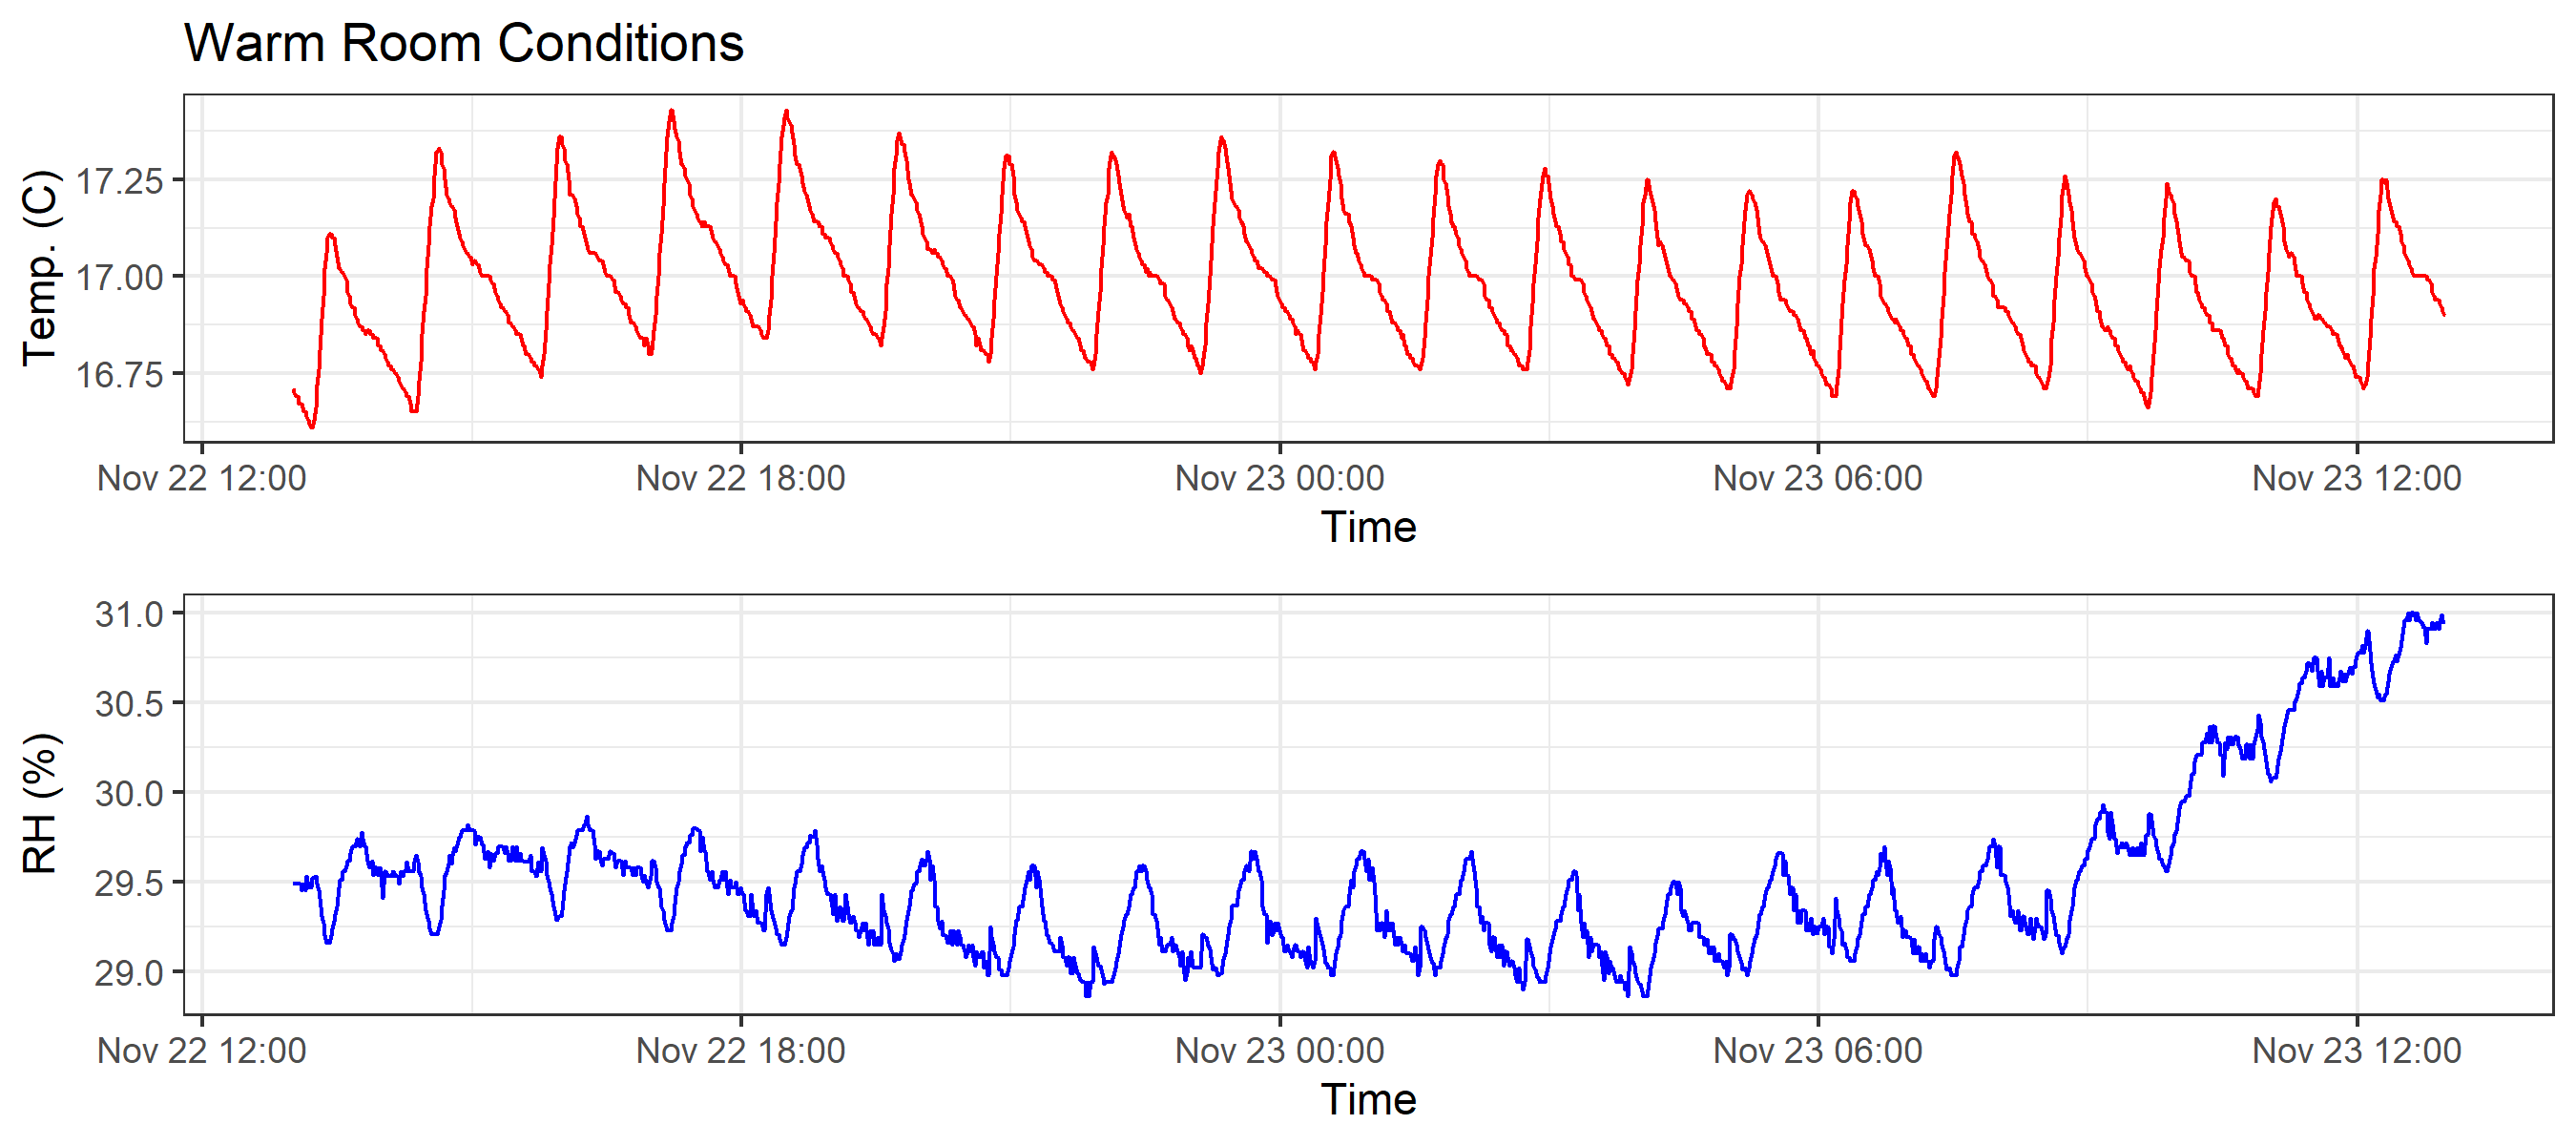 Warm Room Conditions
Temp. (C)
17.25
17.00
16.75
Nov 22 12:00 Nov 22 18:00 Nov 23 00:00 Nov 23 06:00 Nov 23 12:00
Time
RH (%)
31.0
30.5
30.0
29.5
29.0
Nov 22 12:00 Nov 22 18:00 Nov 23 00:00 Nov 23 06:00 Nov 23 12:00
Time